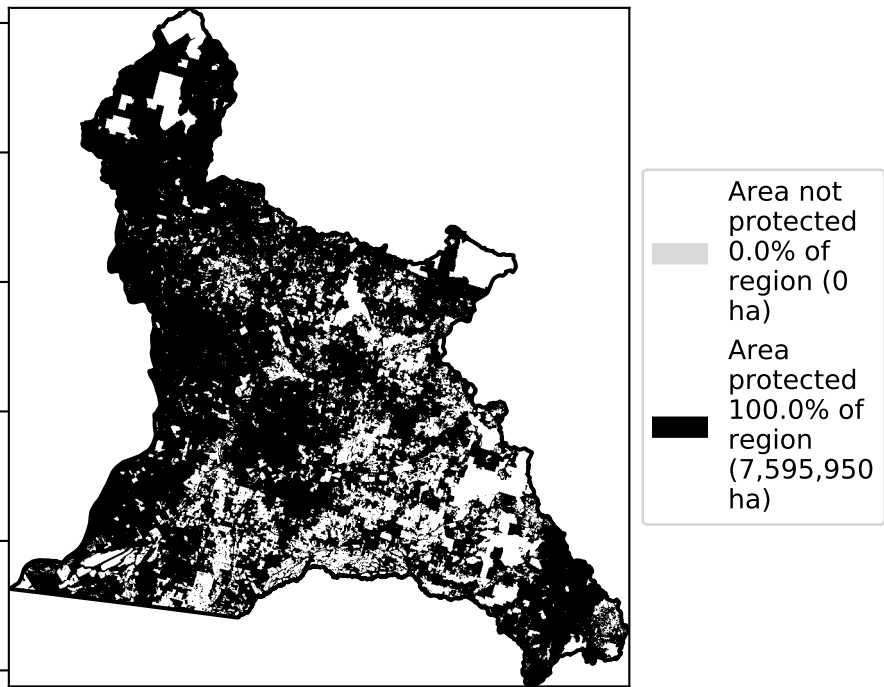 Area not
protected
0.0% of
region (0
ha)
Area
protected
100.0% of
region
(7,595,950
ha)